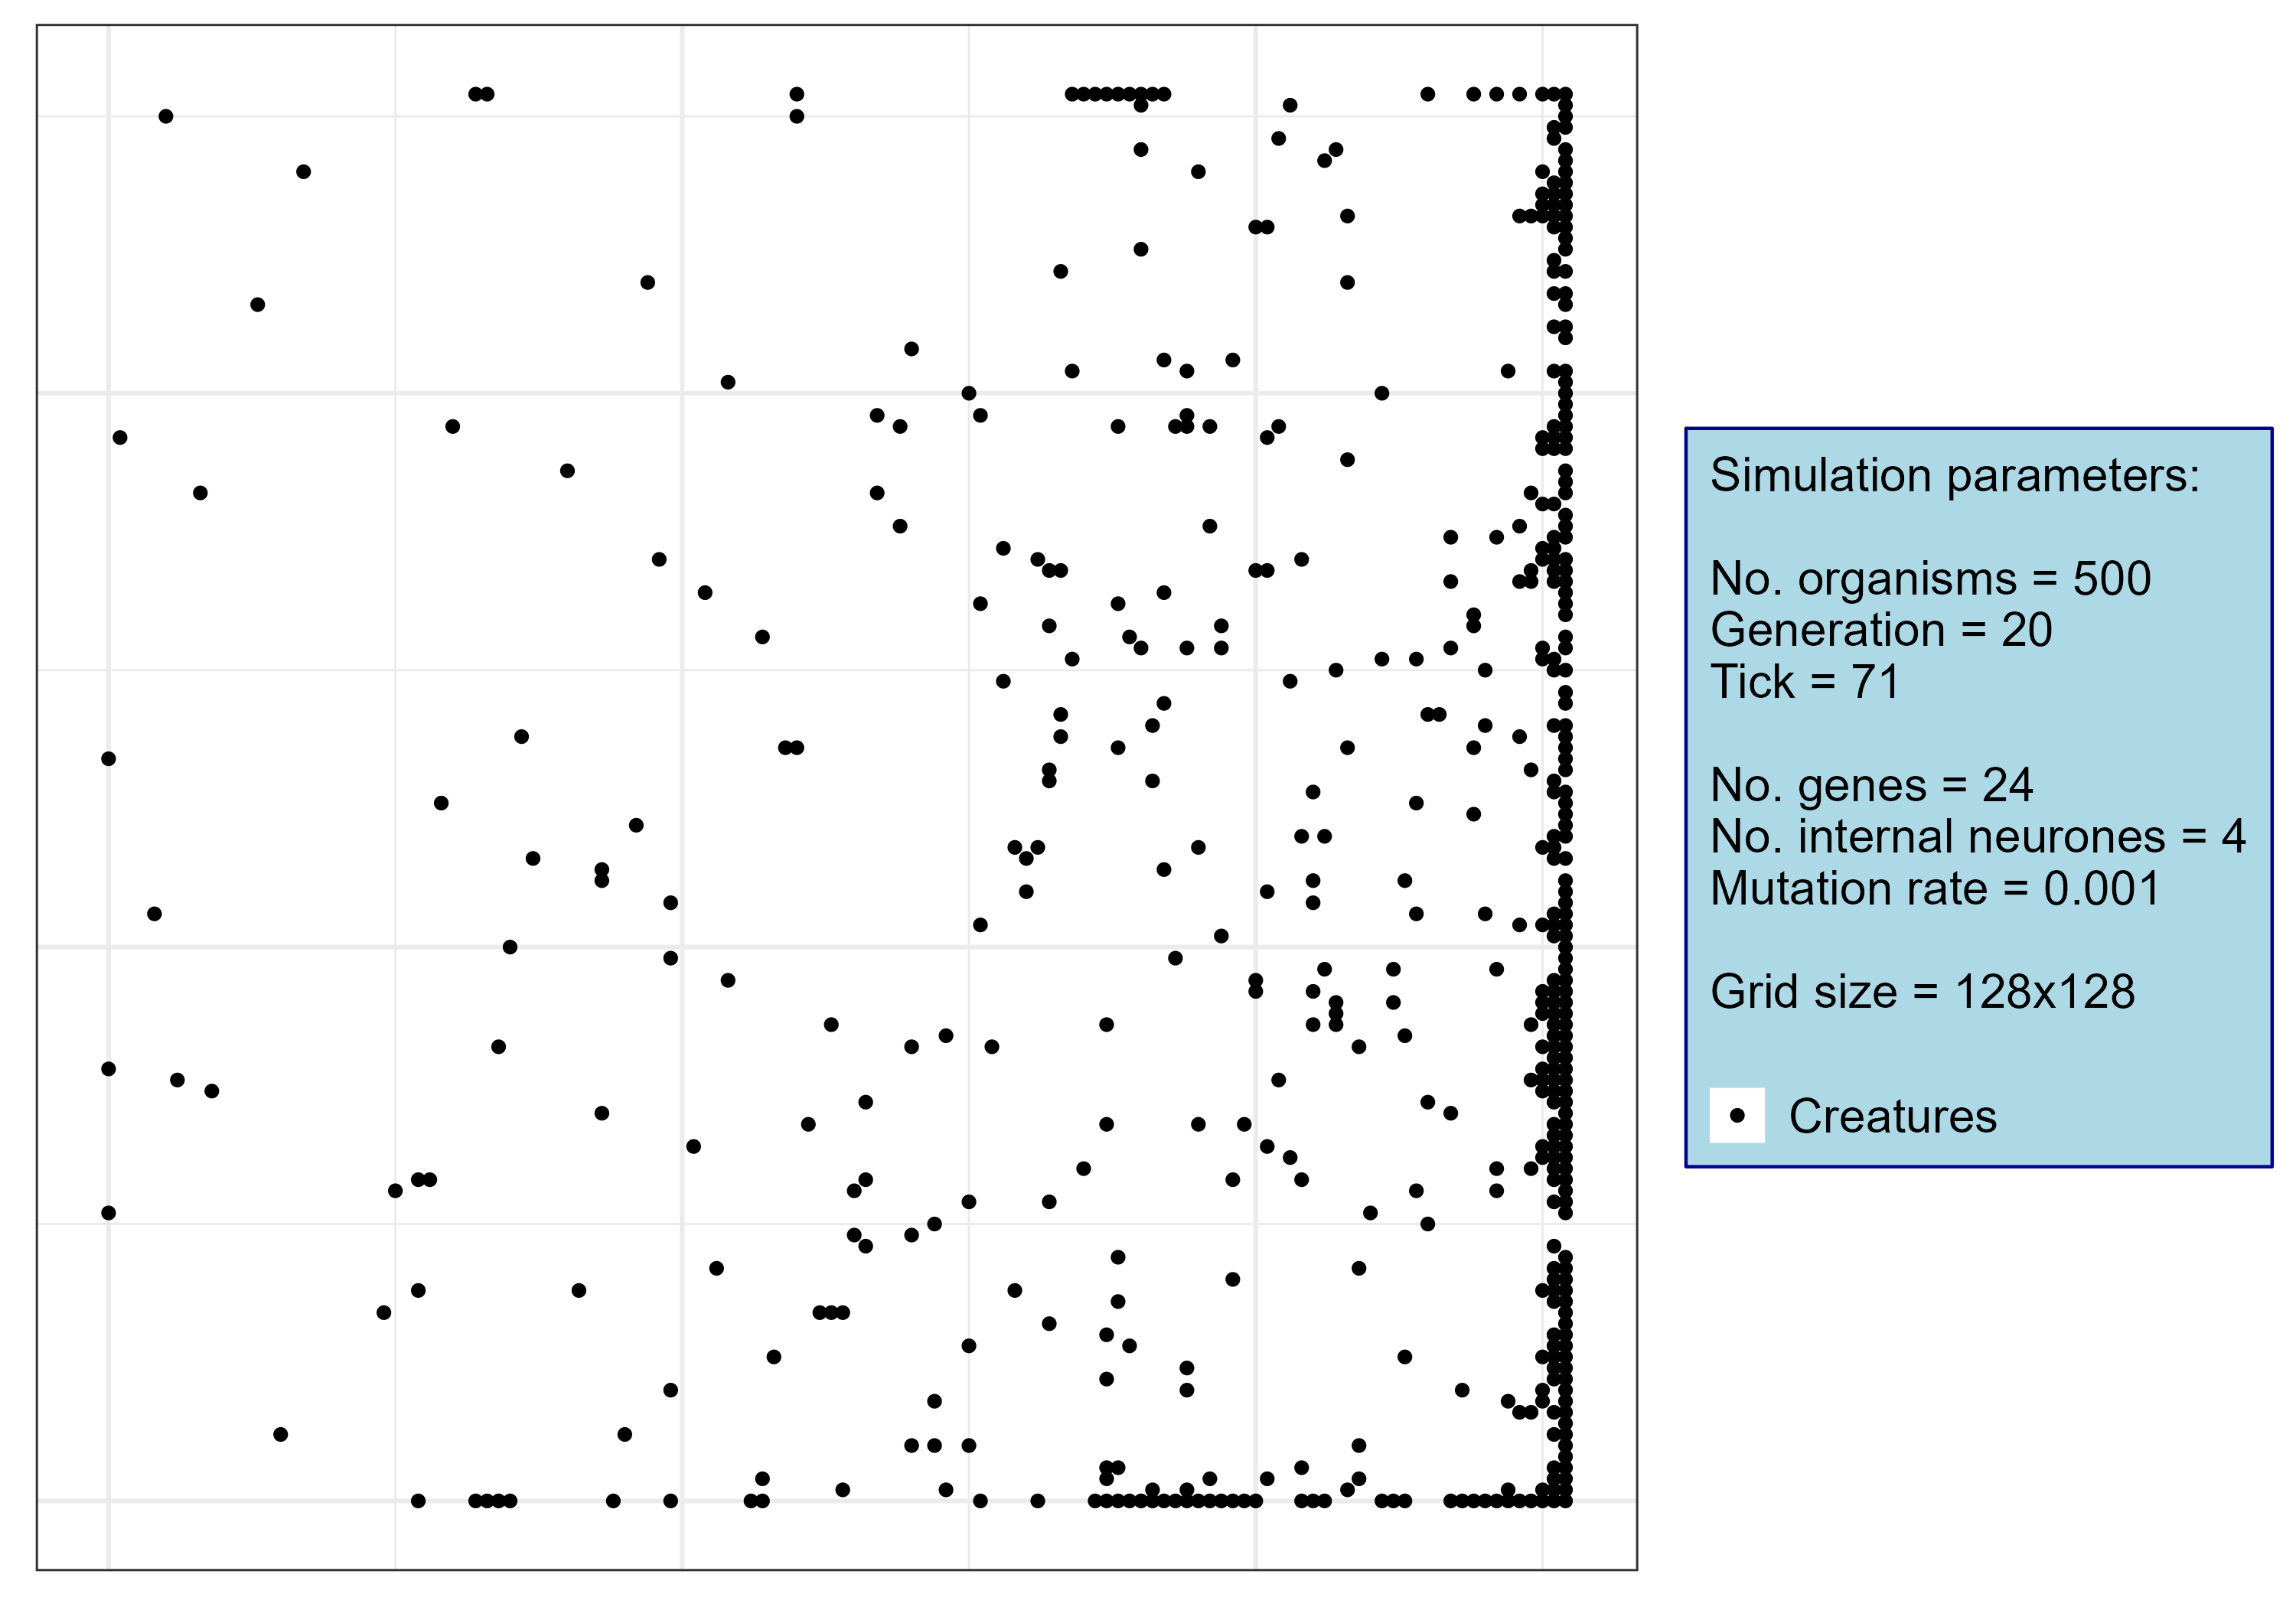 Simulation parameters:
No. organisms = 500
Generation = 20
Tick = 71
No. genes = 24
No. internal neurones = 4
Mutation rate = 0.001
Grid size = 128x128
Creatures